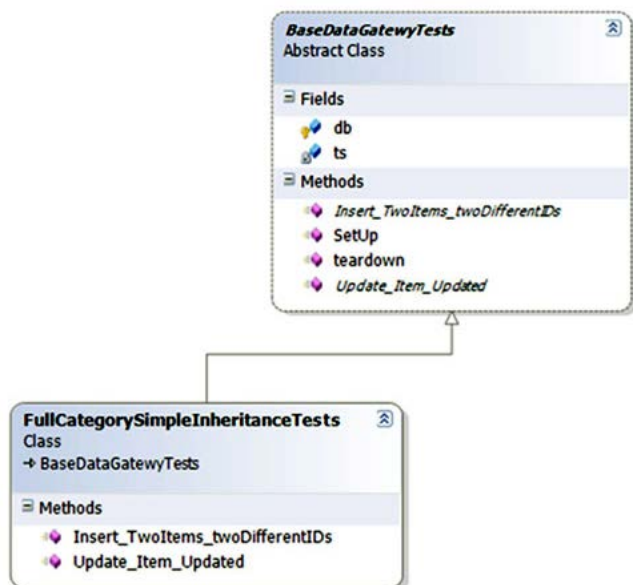 BaseDataGatewyTests
Abstract Class
Fields
db
ts
Methods
Insert_TwoItems_twoDifferentIDs
SetUp
teardown
Update_Item_Updated
FullCategorySimpleInheritanceTests
Class
BaseDataGatewyTests
Methods
Insert_TwoItems_twoDifferentIDs
Update_Item_Updated